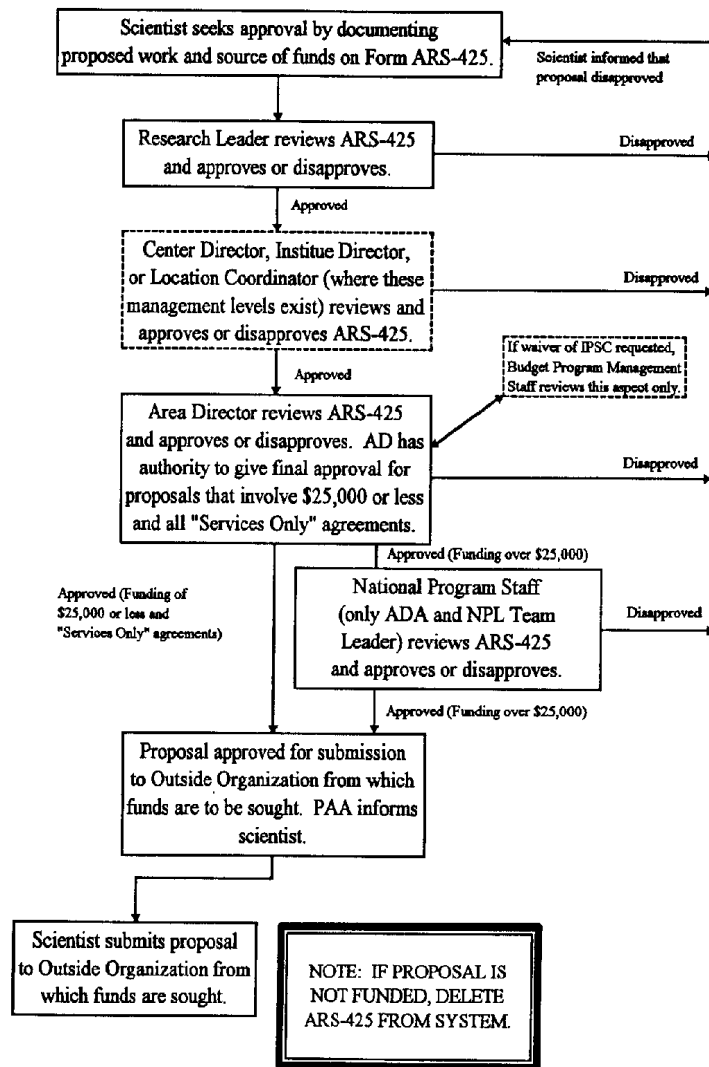 Scientist seeks approval by documenting
proposed work and source of funds on Form ARS-425.
Scientist informed that
proposal disapproved
Research Leader reviews ARS-425
and approves or disapproves.
Disapproved
Approved
Center Director, Institue Director,
or Location Coordinator (where these
management levels exist) reviews and
approves or disapproves ARS-425.
Disapproved
Approved
If waiver of IPSC requested,
Budget Program Management
Staff reviews this aspect only.
Area Director reviews ARS-425
and approves or disapproves. AD has
authority to give final approval for
proposals that involve $25,000 or less
and all "Services Only" agreements.
Disapproved
Approved (Funding over $25,000)
Approved (Funding of
$25,000 or less and
"Services Only" agreements)
National Program Staff
(only ADA and NPL Team
Leader) reviews ARS-425
and approves or disapproves.
Disapproved
Approved (Funding over $25,000)
Proposal approved for submission
to Outside Organization from which
funds are to be sought. PAA informs
scientist.
Scientist submits proposal
to Outside Organization from
which funds are sought.
NOTE: IF PROPOSAL IS
NOT FUNDED, DELETE
ARS-425 FROM SYSTEM.